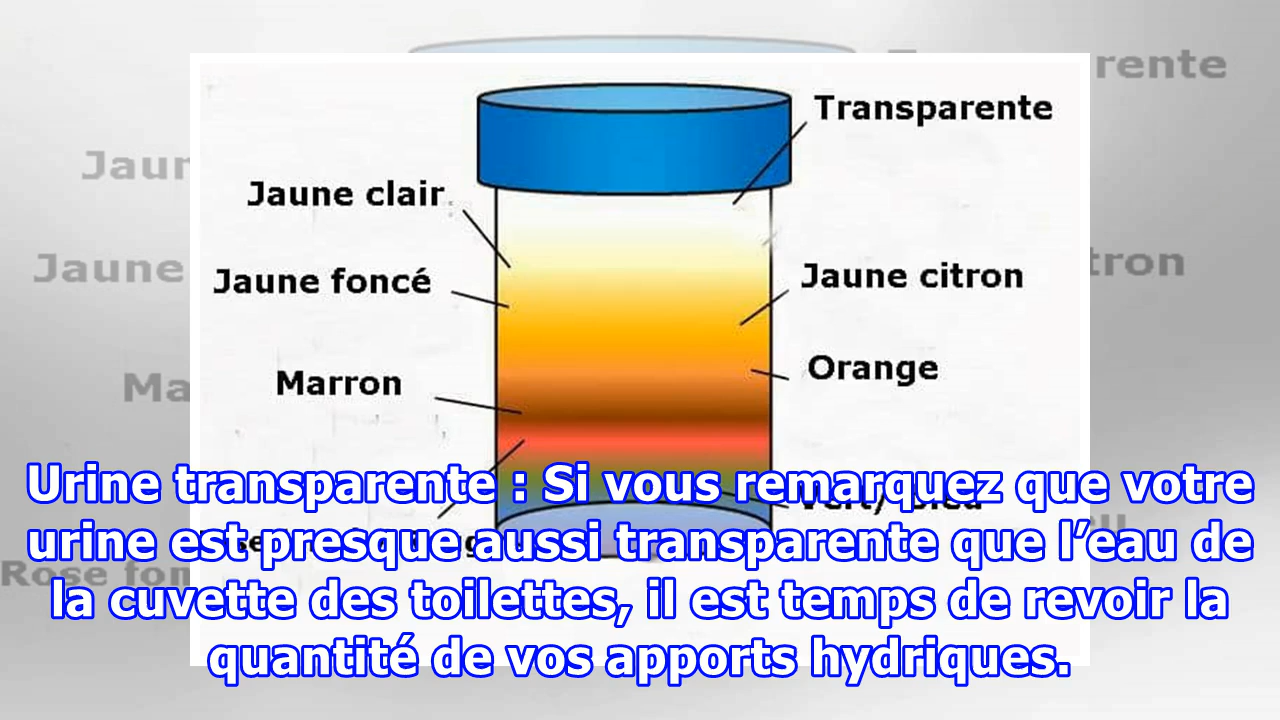 Transparente
Jaune clair
Jaune foncé
Jaune citron
Orange
Marron
Urine transparente : Si vous remarquez que votre
urine est presque aussi transparente que l’eau de
la cuvette des toilettes, il est temps de revoir la
quantité de vos apports hydriques.